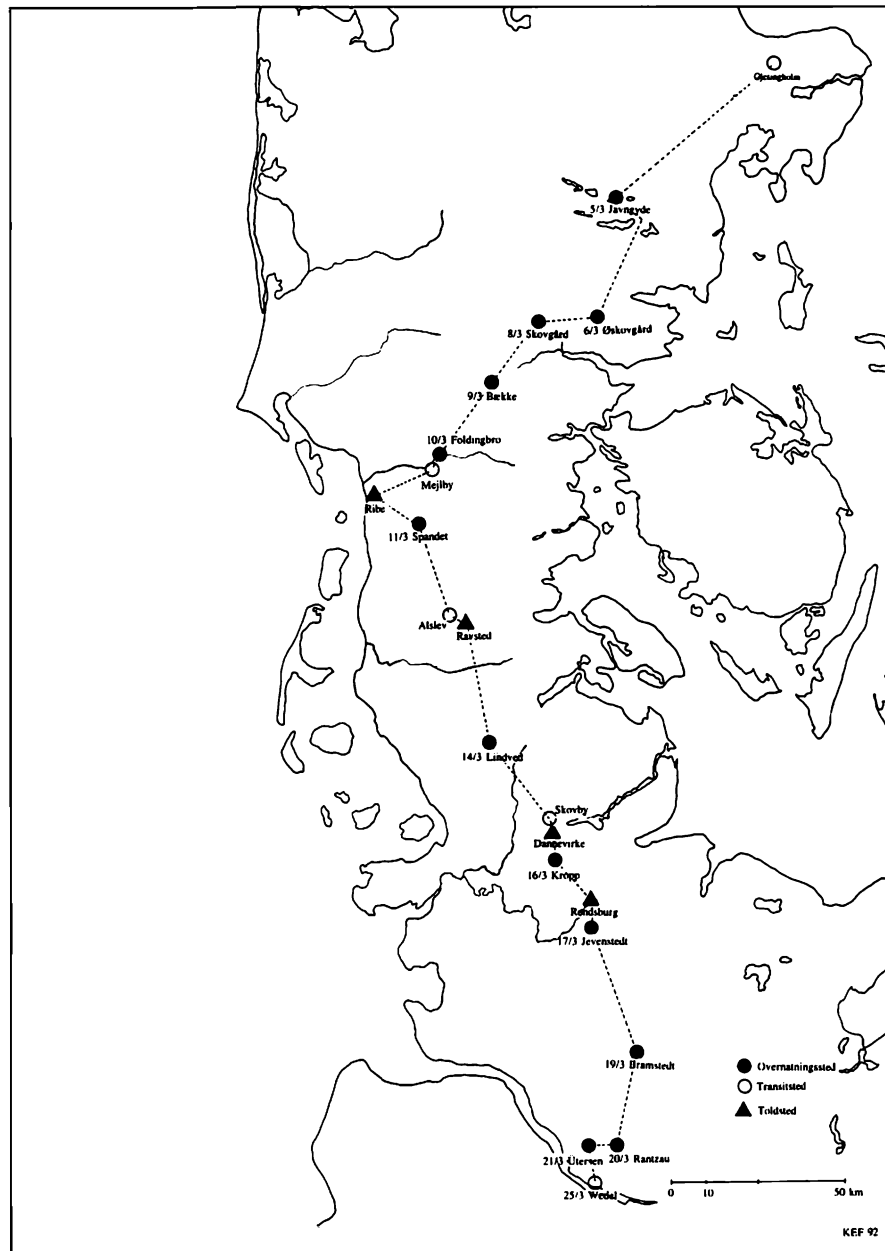 5/3 Javngyde
8/3 Skovgård
6/3 Øskovgård
9/3 Bække
10/3 Foldingbro
Mejlby
Ribe
11/3 Spandet
Alslev
Ravsted
14/3 Lindved
Skovby
Dannevirke
16/3 Kropp
Rendsburg
17/3 Jevenstedt
19/3 Bramstedt
Overnatningssted
Transitsted
Toldsted
21/3 Utersen
20/3 Rantzau
25/3 Wedel
0 10 50 km
KEF 92